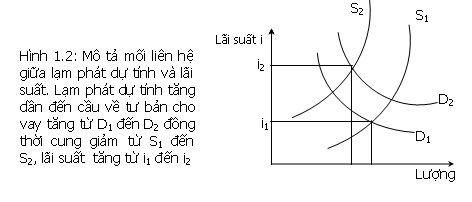 Hình 1.2: Mô tả mối liên hệ
giữa lạm phát dự tính và lãi
suất. Lạm phát dự tính tăng
dần đến cầu về tư bản cho
vay tăng từ D₁ đến D₂ đồng
thời cung giảm từ S₁ đến
S₂, lãi suất tăng từ i₁ đến i₂
S₂
S₁
Lãi suất i
i₂
D₂
i₁
D₁
Lượng